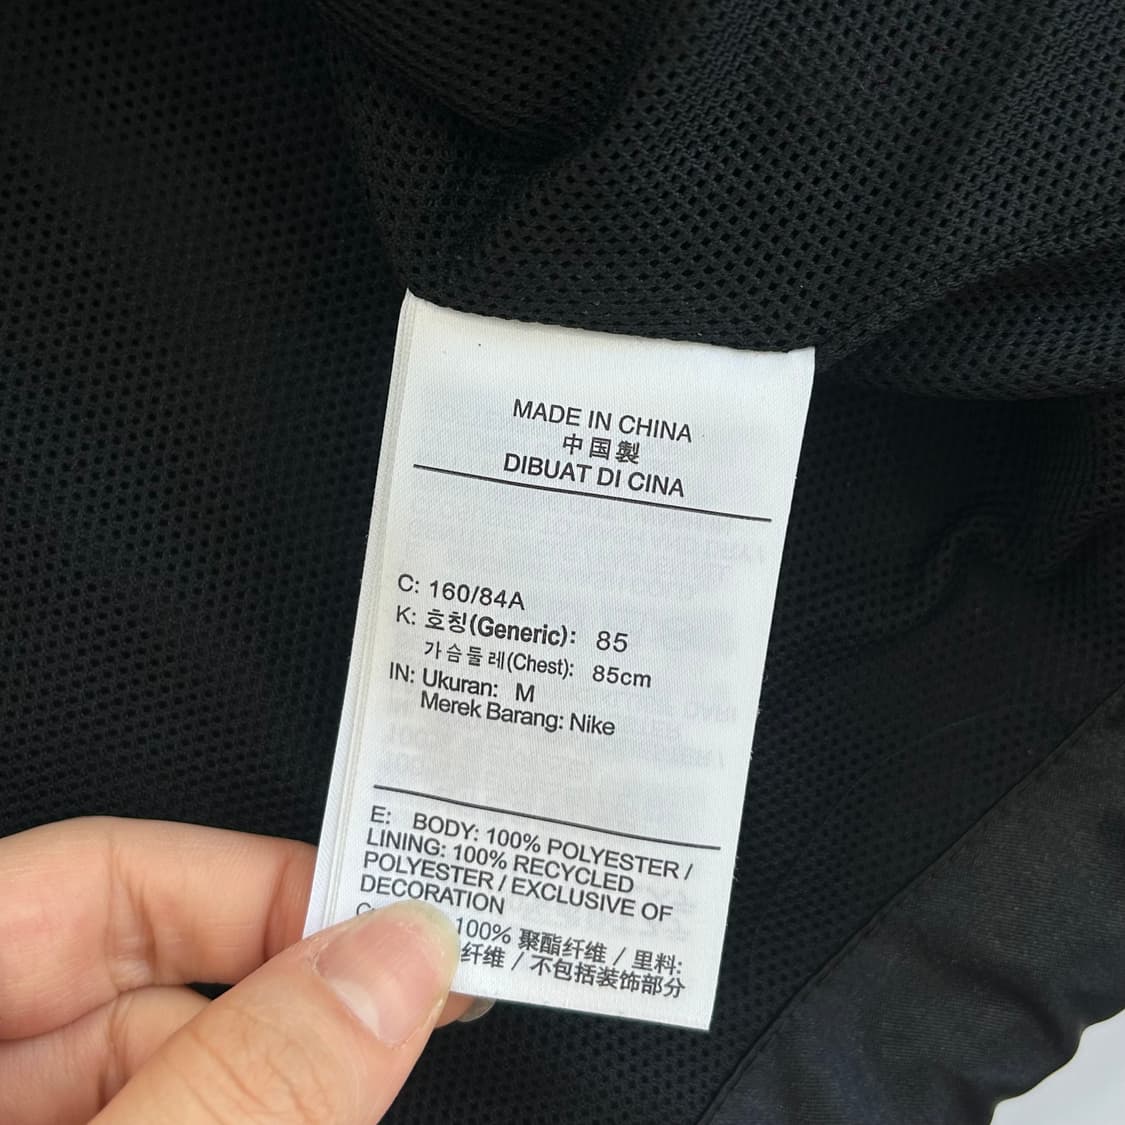 MADE IN CHINA
中国製
DIBUAT DI CINA
C: 160/84A
K: 호칭(Generic): 85
가슴둘레(Chest): 85cm
IN: Ukuran: M
Merek Barang: Nike
E: BODY: 100% POLYESTER /
LINING: 100% RECYCLED
POLYESTER / EXCLUSIVE OF
DECORATION
100% 聚酯纤维 / 里料:
纤维 / 不包括装饰部分